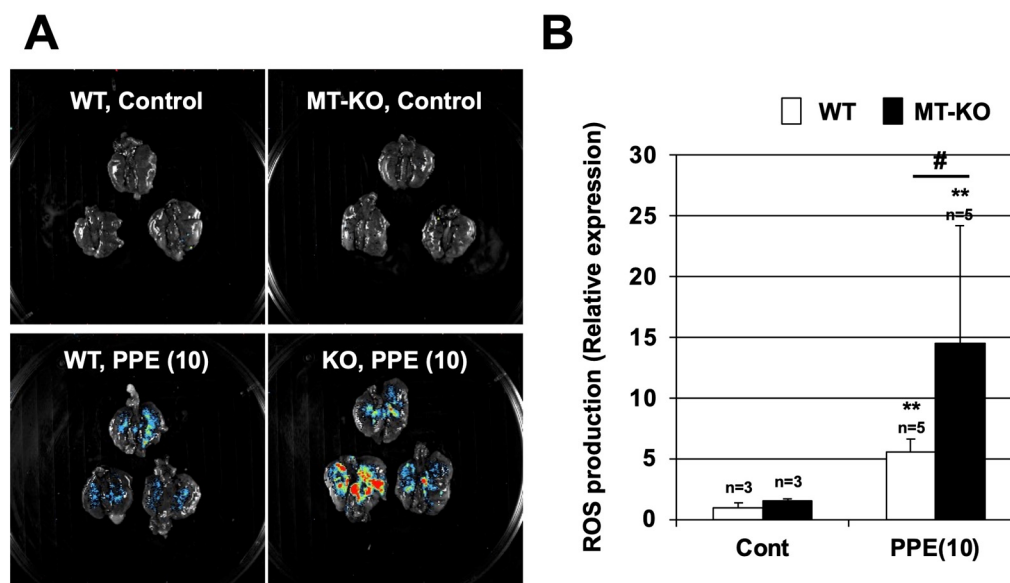 A
B
WT, Control
MT-KO, Control
WT, PPE (10)
KO, PPE (10)
WT
MT-KO
ROS production (Relative expression)
30
25
20
15
10
5
0
#
**
n=5
**
n=5
n=3
n=3
Cont
PPE(10)